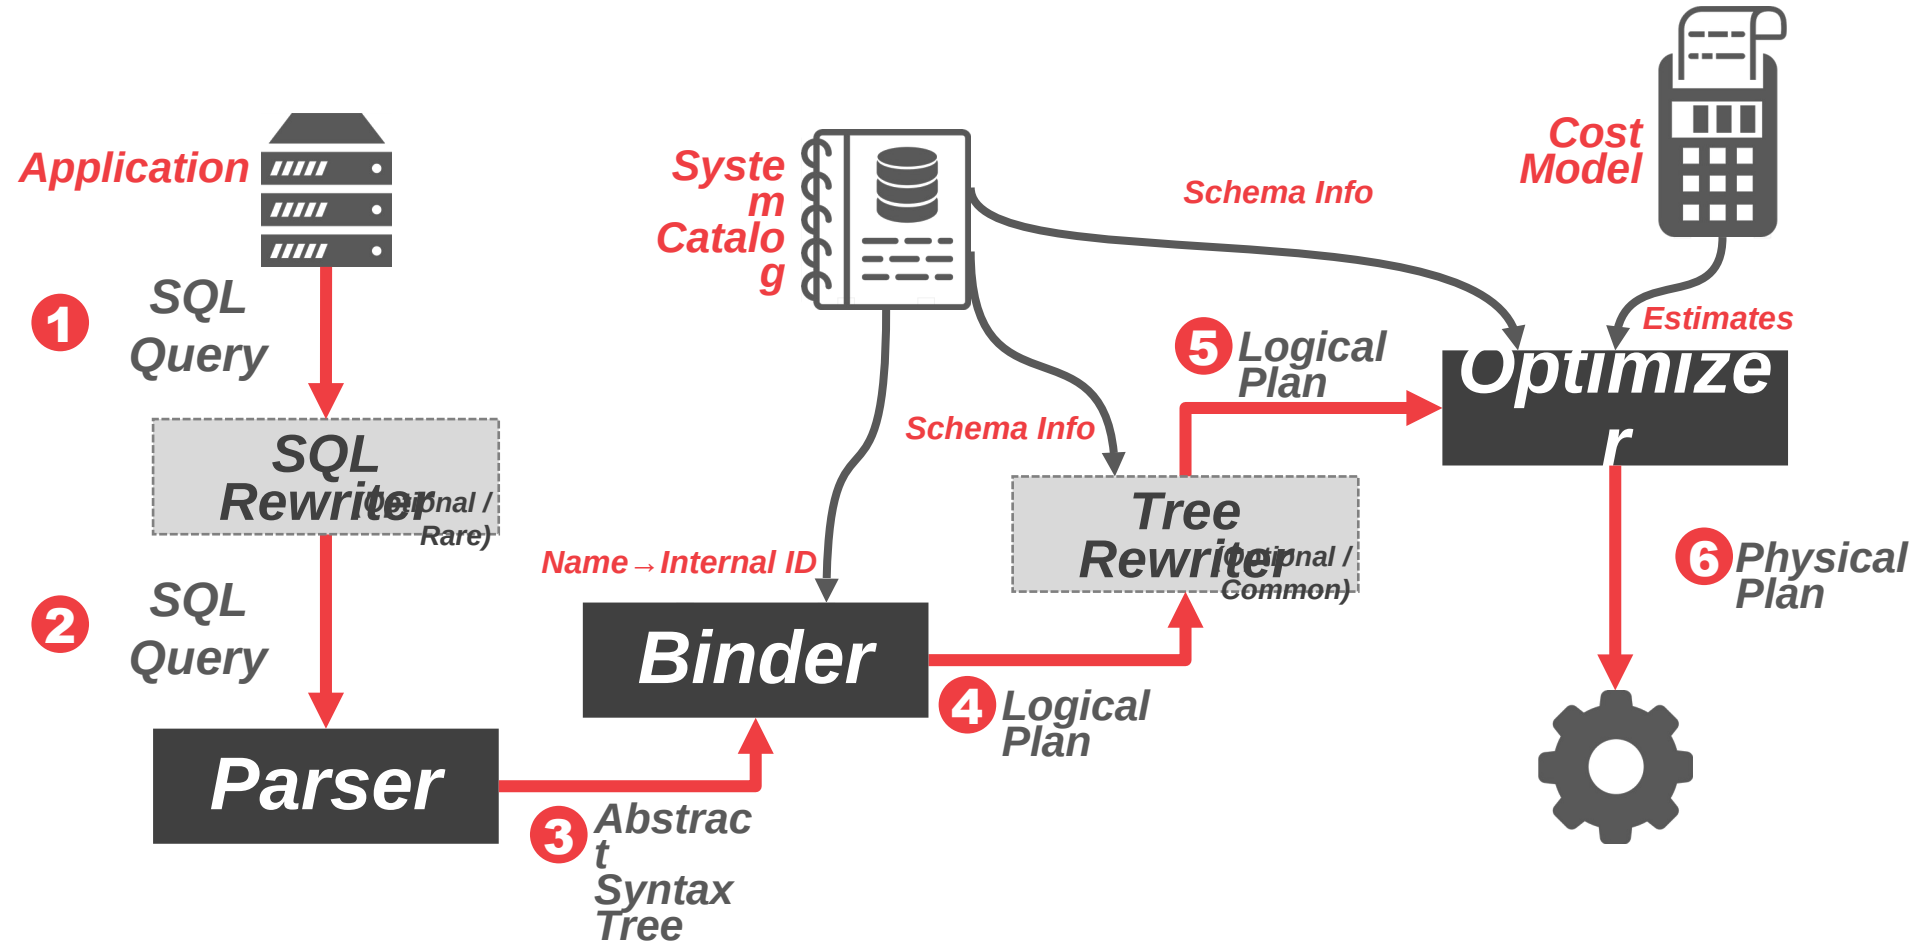 Application
Syste
m
Catalo
g
Cost
Model
Schema Info
Estimates
1
SQL
Query
SQL
Rewriter
(Optional /
Rare)
2
SQL
Query
Parser
3
Abstrac
t
Syntax
Tree
Name→Internal ID
Binder
4
Logical
Plan
Schema Info
Tree
Rewriter
(Optional /
Common)
5
Logical
Plan
Optimize
r
6
Physical
Plan